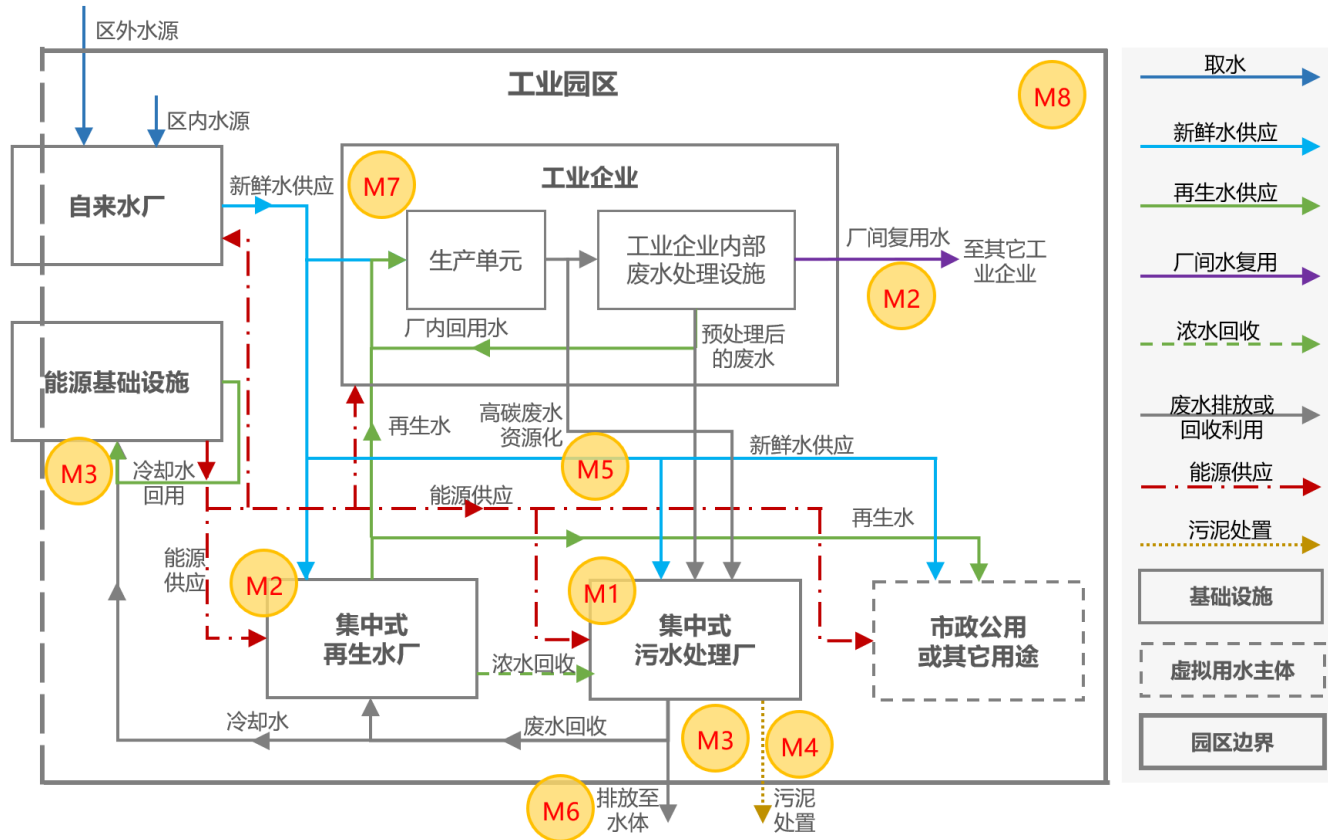 区外水源
取水
工业园区
M8
区内水源
新鲜水供应
自来水厂
新鲜水供应
M7
工业企业
再生水供应
生产单元
工业企业内部
废水处理设施
厂间复用水
M2
至其它工
业企业
厂间水复用
厂内回用水
预处理后
的废水
浓水回收
能源基础设施
高碳废水
资源化
废水排放或
回收利用
再生水
M5
新鲜水供应
M3
冷却水
回用
能源供应
能源供应
再生水
污泥处置
能源
供应
M2
M1
集中式
再生水厂
集中式
污水处理厂
市政公用
或其它用途
基础设施
浓水回收
虚拟用水主体
冷却水
废水回收
M3
M4
园区边界
M6
排放至
水体
污泥
处置